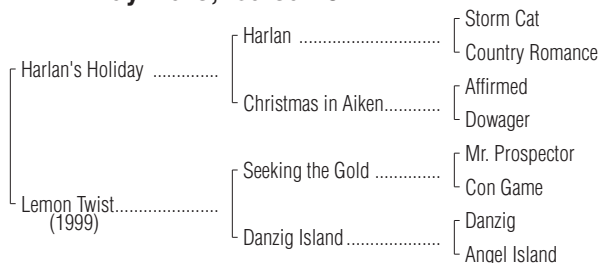 Storm Cat
Harlan ................................
Country Romance
Harlan's Holiday ...............
Affirmed
Christmas in Aiken.............
Dowager
Mr. Prospector
Seeking the Gold ...............
Con Game
Lemon Twist........................
(1999)
Danzig
Danzig Island ......................
Angel Island